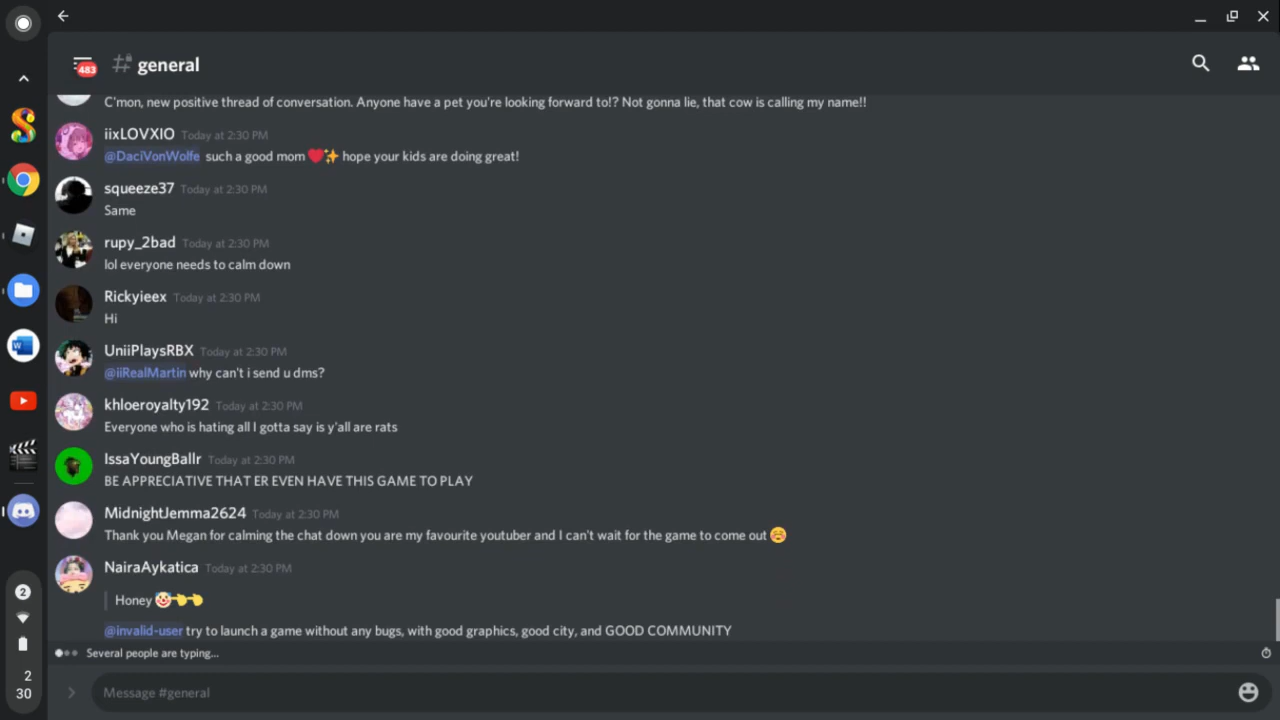 general
483
C'mon, new positive thread of conversation. Anyone have a pet you're looking forward to!? Not gonna lie, that cow is calling my name!!
iixLOVXIO Today at 2:30 PM
@DaciVonWolfe such a good mom ❤️✨ hope your kids are doing great!
squeeze37 Today at 2:30 PM
Same
rupy_2bad Today at 2:30 PM
lol everyone needs to calm down
Rickyieex Today at 2:30 PM
Hi
UniiPlaysRBX Today at 2:30 PM
@iiRealMartin why can't i send u dms?
khloeroyalty192 Today at 2:30 PM
Everyone who is hating all I gotta say is y'all are rats
IssaYoungBallr Today at 2:30 PM
BE APPRECIATIVE THAT ER EVEN HAVE THIS GAME TO PLAY
MidnightJemma2624 Today at 2:30 PM
Thank you Megan for calming the chat down you are my favourite youtuber and I can't wait for the game to come out ☺️
NairaAykatica Today at 2:30 PM
Honey 🤡👈👈
@invalid-user try to launch a game without any bugs, with good graphics, good city, and GOOD COMMUNITY
Several people are typing...
Message #general
W
2
2
30